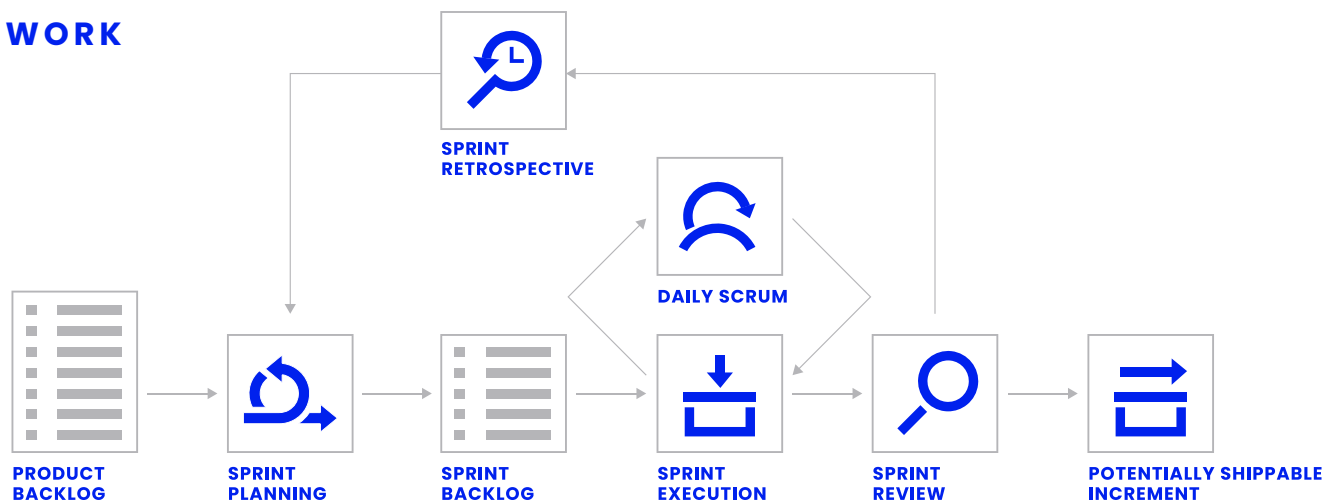 WORK
SPRINT
RETROSPECTIVE
DAILY SCRUM
PRODUCT
BACKLOG
SPRINT
PLANNING
SPRINT
BACKLOG
SPRINT
EXECUTION
SPRINT
REVIEW
POTENTIALLY SHIPPABLE
INCREMENT